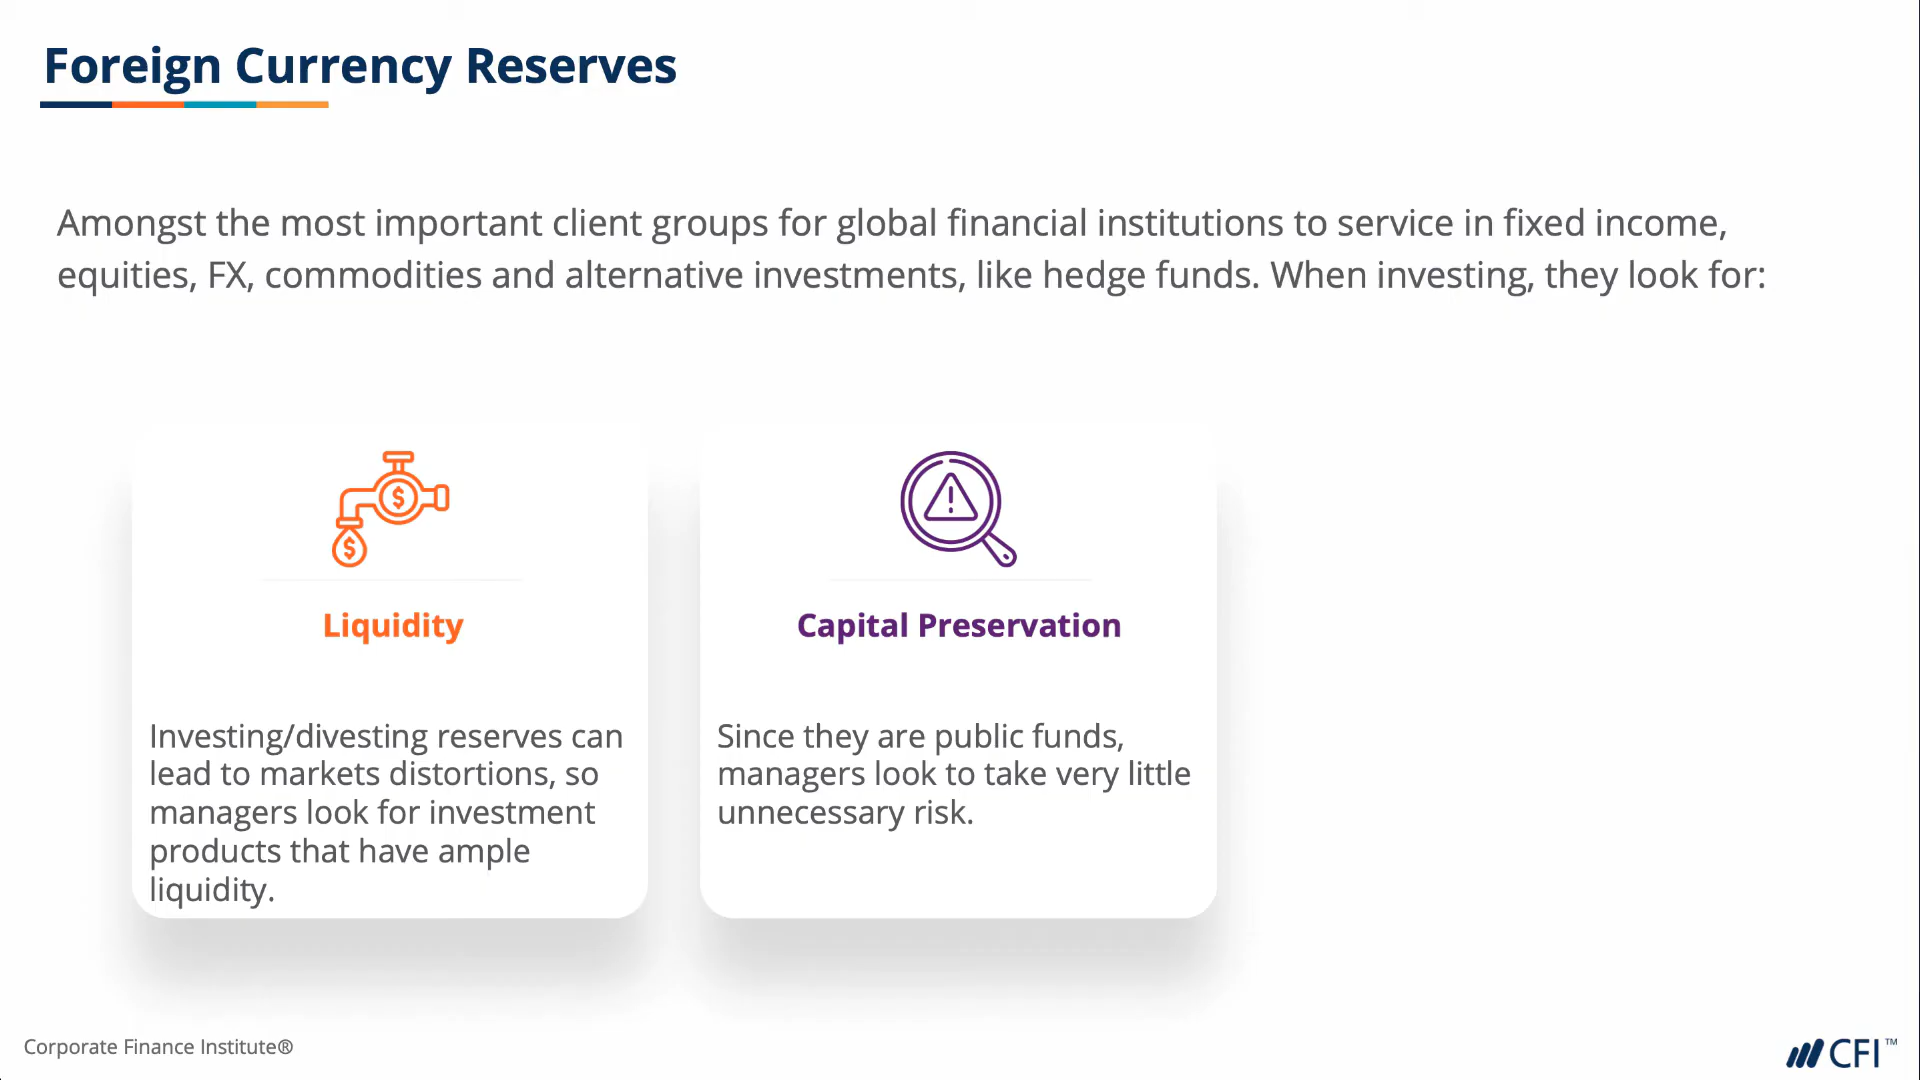 Foreign Currency Reserves
Amongst the most important client groups for global financial institutions to service in fixed income,
equities, FX, commodities and alternative investments, like hedge funds. When investing, they look for:
$
$
Liquidity
Investing/divesting reserves can
lead to markets distortions, so
managers look for investment
products that have ample
liquidity.
!
Capital Preservation
Since they are public funds,
managers look to take very little
unnecessary risk.
Corporate Finance Institute®
CFI™